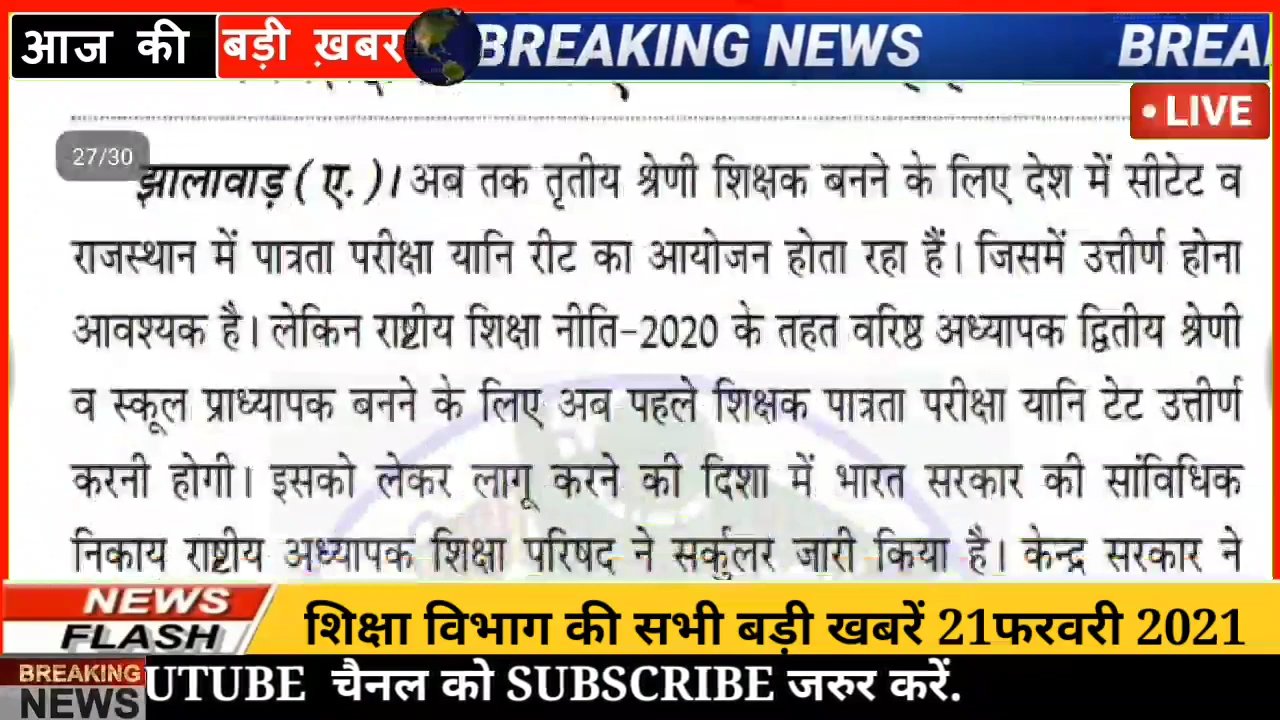 आज की बड़ी ख़बर BREAKING NEWS BREA
• LIVE
27/30
झालावाड़ ( ए. )। अब तक तृतीय श्रेणी शिक्षक बनने के लिए देश में सीटेट व
राजस्थान में पात्रता परीक्षा यानि रीट का आयोजन होता रहा हैं। जिसमें उत्तीर्ण होना
आवश्यक है। लेकिन राष्ट्रीय शिक्षा नीति-2020 के तहत वरिष्ठ अध्यापक द्वितीय श्रेणी
व स्कूल प्राध्यापक बनने के लिए अब पहले शिक्षक पात्रता परीक्षा यानि टेट उत्तीर्ण
करनी होगी। इसको लेकर लागू करने की दिशा में भारत सरकार की सांविधिक
निकाय राष्ट्रीय अध्यापक शिक्षा परिषद ने सर्कुलर जारी किया है। केन्द्र सरकार ने
NEWS
FLASH
शिक्षा विभाग की सभी बड़ी खबरें 21फरवरी 2021
BREAKING
NEWS
UTUBE चैनल को SUBSCRIBE जरुर करें.